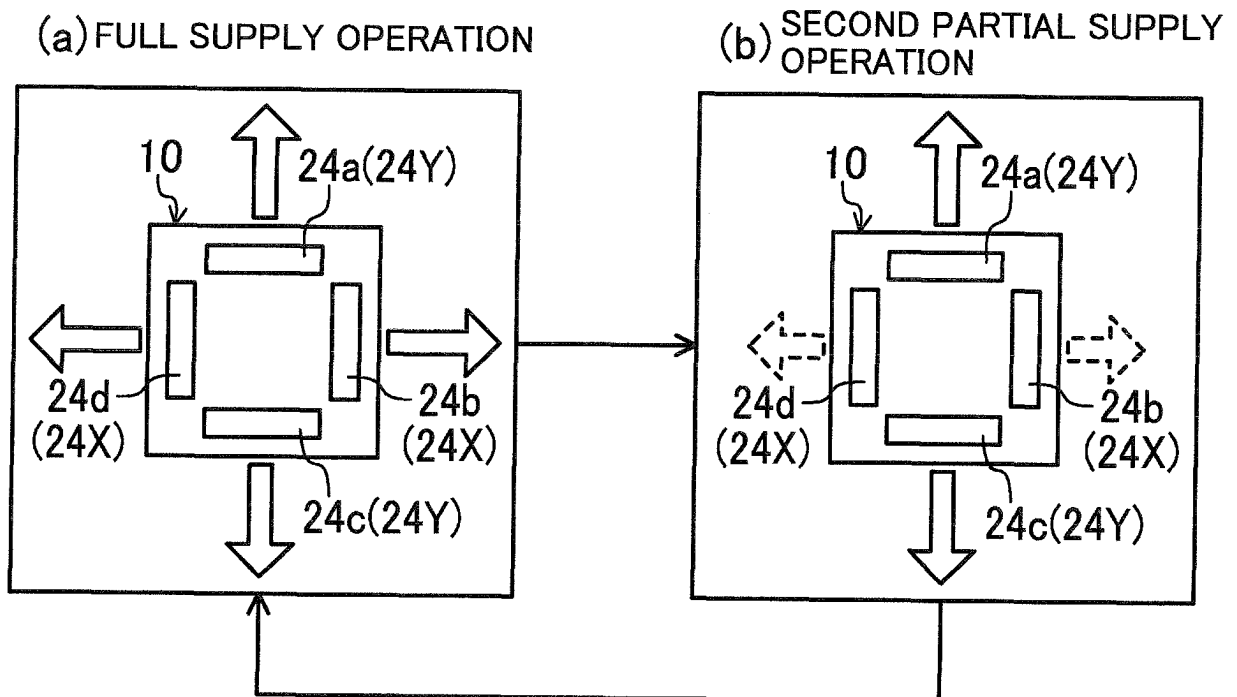 (a) FULL SUPPLY OPERATION
10
24a(24Y)
24d
(24X)
24b
(24X)
24c(24Y)
(b) SECOND PARTIAL SUPPLY
OPERATION
10
24a(24Y)
24d
(24X)
24b
(24X)
24c(24Y)